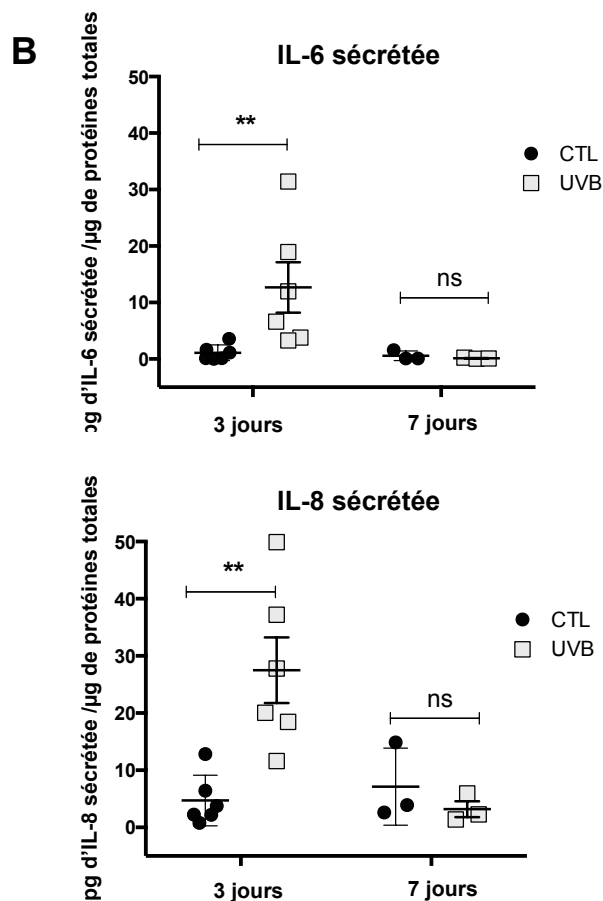 B
IL-6 sécrétée
pg d'IL-6 sécrétée /µg de protéines totales
50
40
30
20
10
0
**
ns
CTL
UVB
3 jours
7 jours
IL-8 sécrétée
pg d'IL-8 sécrétée /µg de protéines totales
50
40
30
20
10
0
**
ns
CTL
UVB
3 jours
7 jours